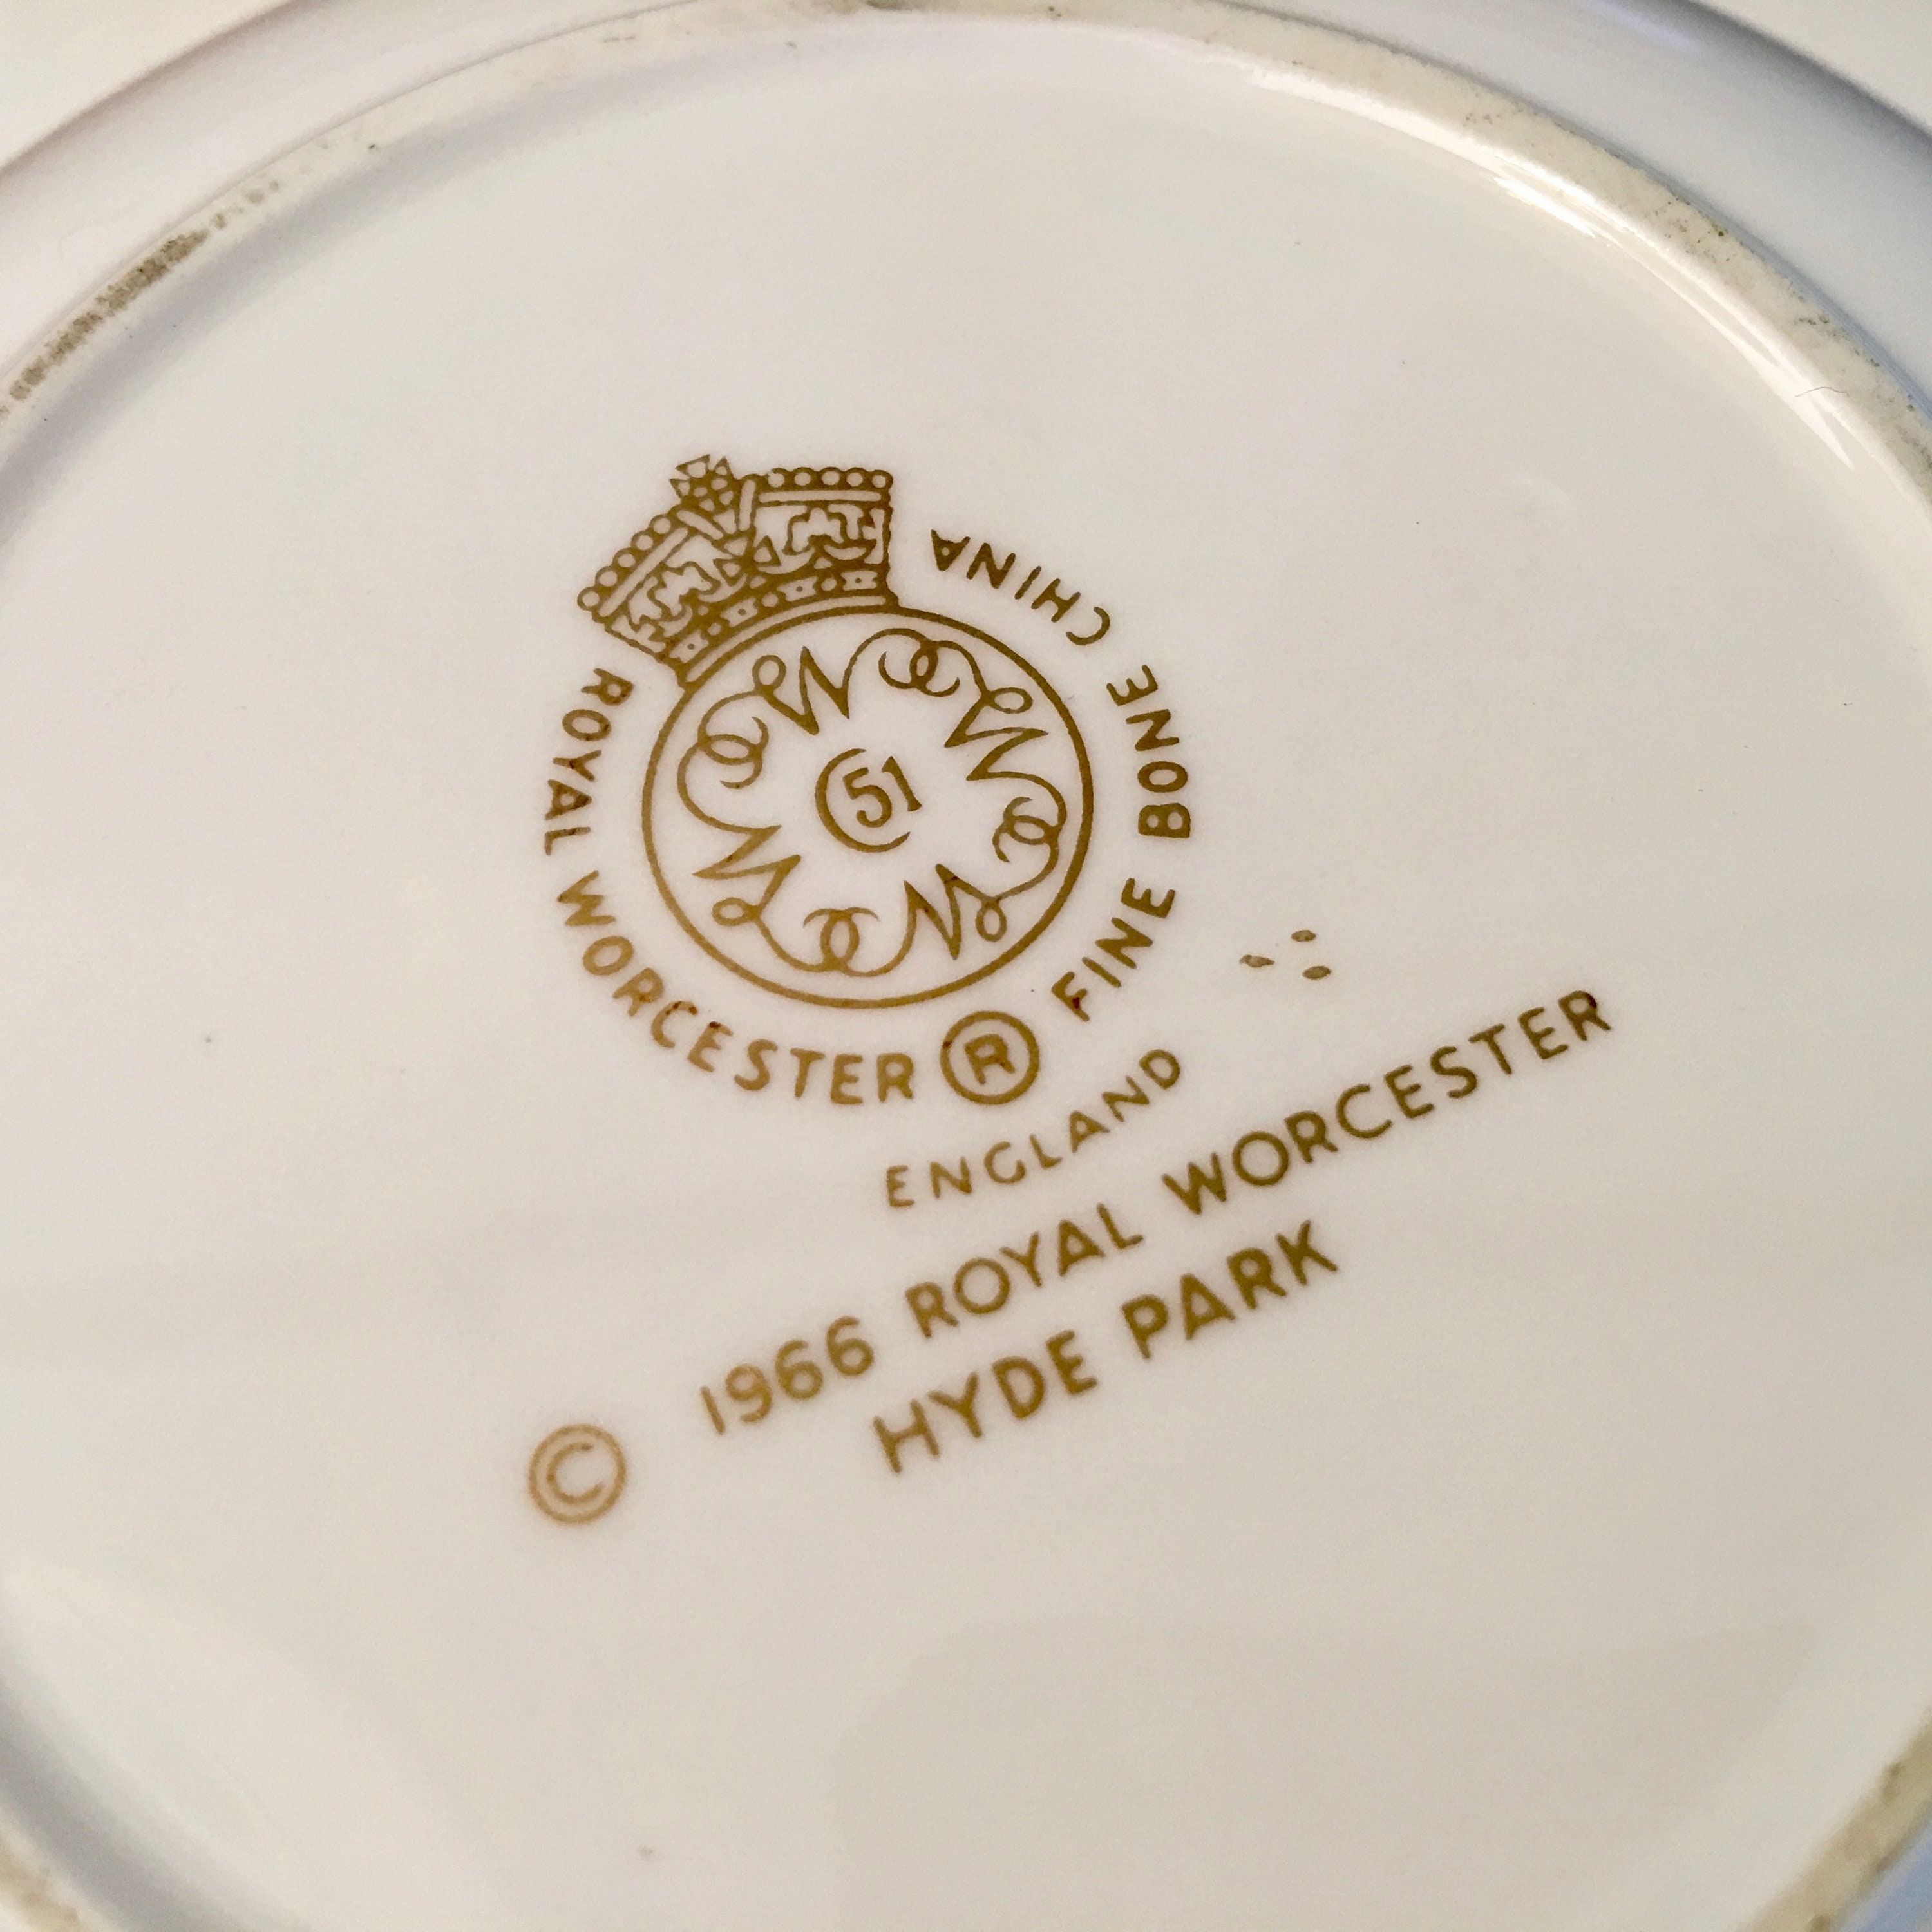 51
ROYAL WORCESTER ® FINE BONE CHINA
ENGLAND
© 1966 ROYAL WORCESTER
HYDE PARK